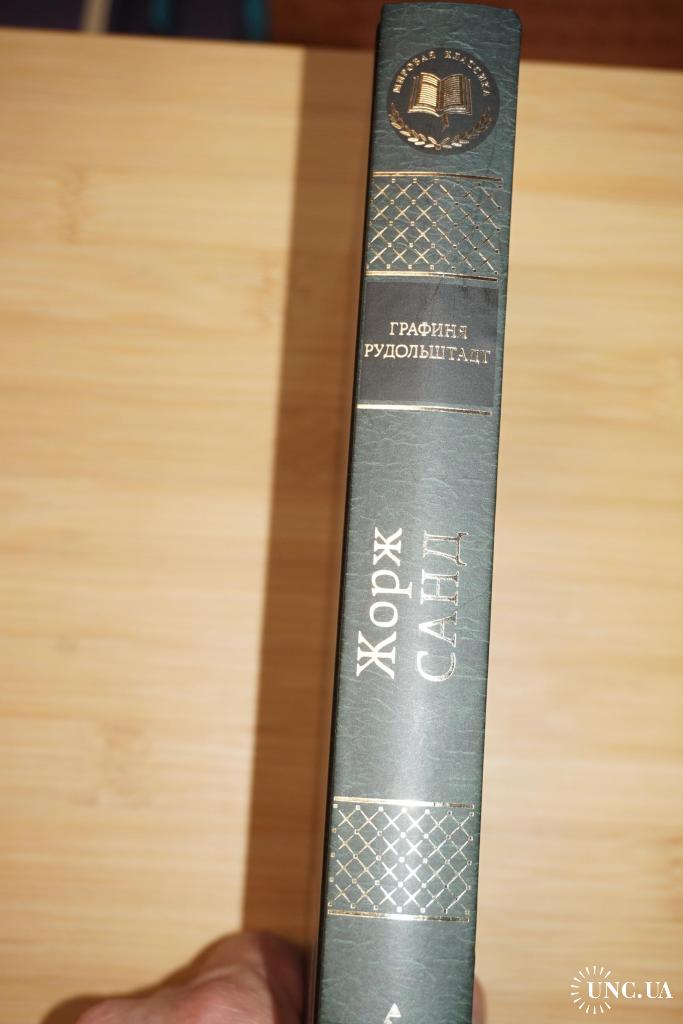 МИРОВАЯ КЛАССИКА
ГРАФИНЯ
РУДОЛЬШТАДТ
Жорж
САНД
UNC.UA